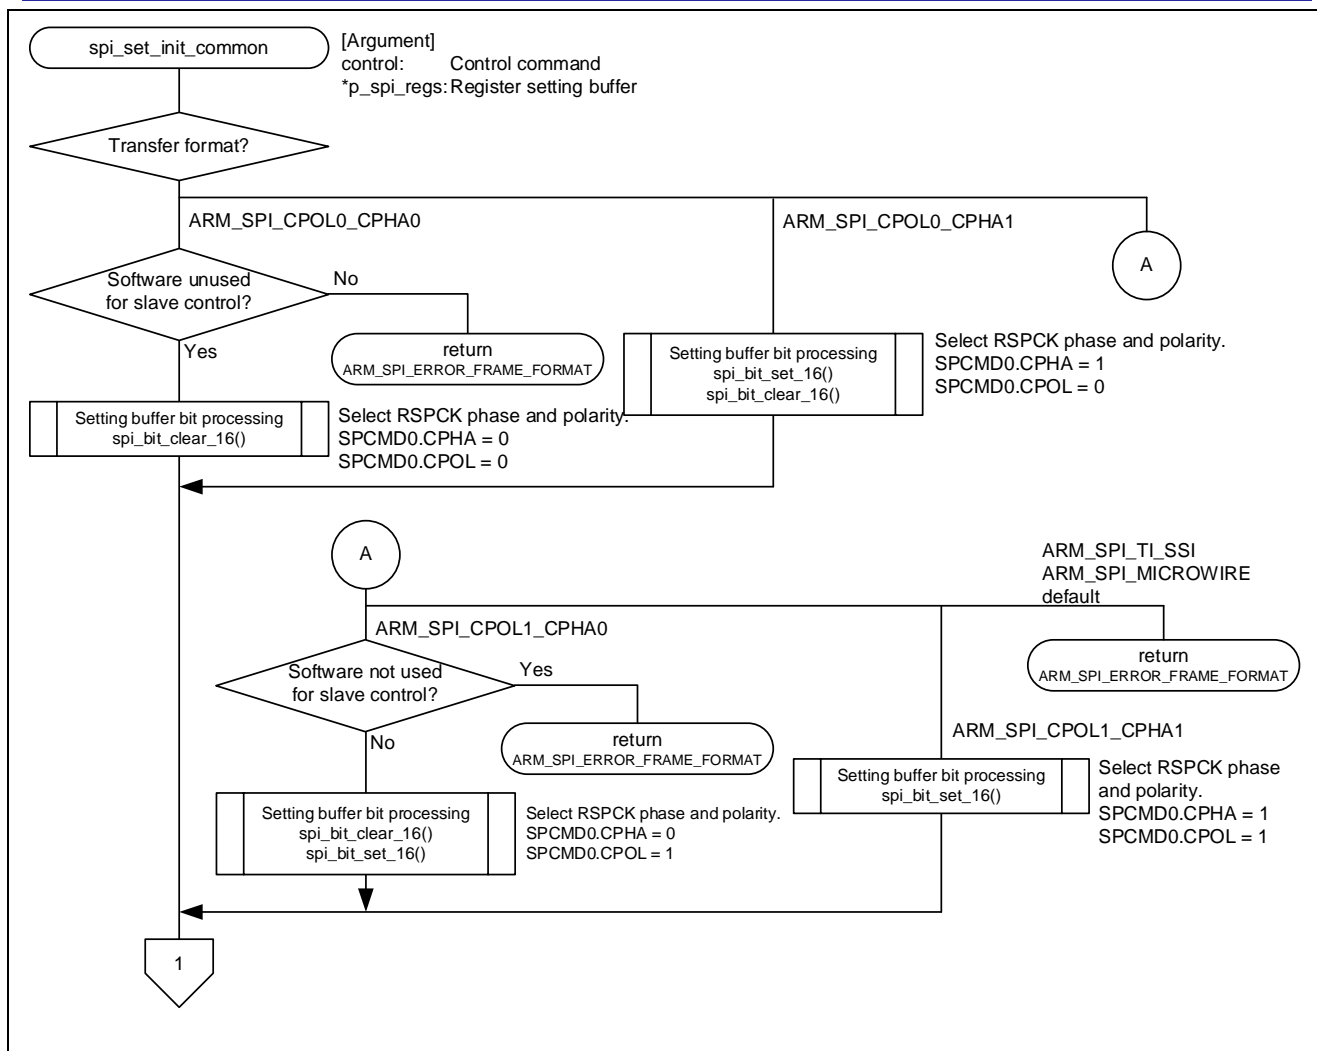 spi_set_init_common
[Argument]
control: Control command
*p_spi_regs: Register setting buffer
Transfer format?
ARM_SPI_CPOL0_CPHA0
ARM_SPI_CPOL0_CPHA1
A
Software unused
for slave control?
No
Yes
return
ARM_SPI_ERROR_FRAME_FORMAT
Setting buffer bit processing
spi_bit_set_16()
spi_bit_clear_16()
Select RSPCK phase and polarity.
SPCMD0.CPHA = 1
SPCMD0.CPOL = 0
Setting buffer bit processing
spi_bit_clear_16()
Select RSPCK phase and polarity.
SPCMD0.CPHA = 0
SPCMD0.CPOL = 0
A
ARM_SPI_TI_SSI
ARM_SPI_MICROWIRE
default
ARM_SPI_CPOL1_CPHA0
Software not used
for slave control?
Yes
No
return
ARM_SPI_ERROR_FRAME_FORMAT
return
ARM_SPI_ERROR_FRAME_FORMAT
ARM_SPI_CPOL1_CPHA1
Setting buffer bit processing
spi_bit_set_16()
Select RSPCK phase
and polarity.
SPCMD0.CPHA = 1
SPCMD0.CPOL = 1
Setting buffer bit processing
spi_bit_clear_16()
spi_bit_set_16()
Select RSPCK phase and polarity.
SPCMD0.CPHA = 0
SPCMD0.CPOL = 1
1